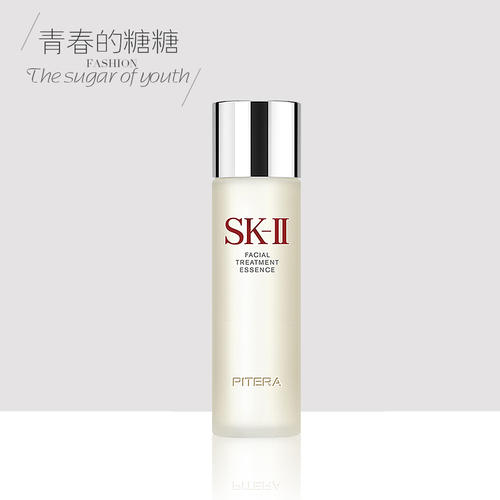 青春的糖糖
FASHION
The sugar of youth
SK-II
FACIAL
TREATMENT
ESSENCE
PITERA